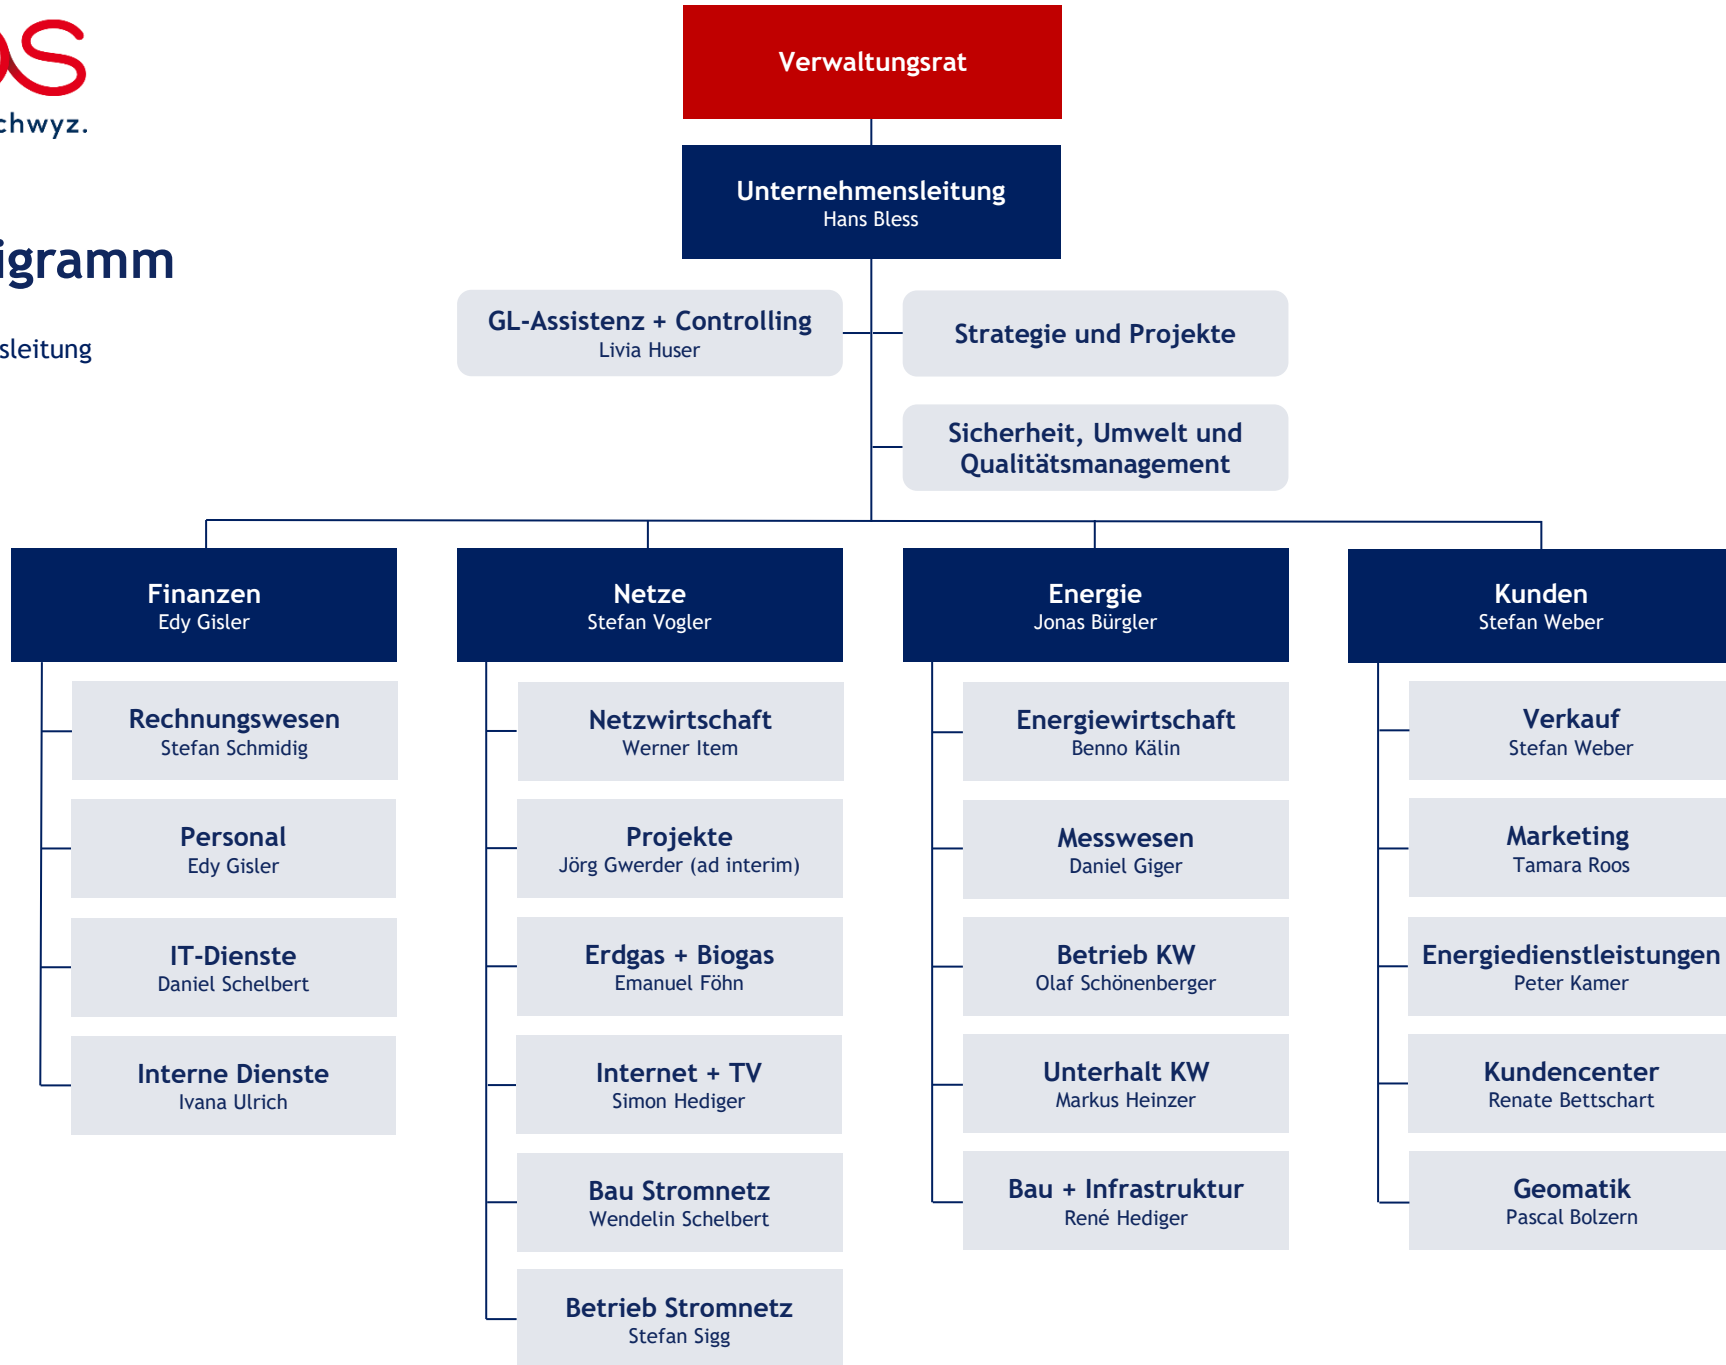 chwyz.
igramm
sleitung
Verwaltungsrat
Unternehmensleitung
Hans Bless
GL-Assistenz + Controlling
Livia Huser
Strategie und Projekte
Sicherheit, Umwelt und
Qualitätsmanagement
Finanzen
Edy Gisler
Rechnungswesen
Stefan Schmidig
Personal
Edy Gisler
IT-Dienste
Daniel Schelbert
Interne Dienste
Ivana Ulrich
Netze
Stefan Vogler
Netzwirtschaft
Werner Item
Projekte
Jörg Gwerder (ad interim)
Erdgas + Biogas
Emanuel Föhn
Internet + TV
Simon Hediger
Bau Stromnetz
Wendelin Schelbert
Betrieb Stromnetz
Stefan Sigg
Energie
Jonas Bürgler
Energiewirtschaft
Benno Kälin
Messwesen
Daniel Giger
Betrieb KW
Olaf Schönenberger
Unterhalt KW
Markus Heinzer
Bau + Infrastruktur
René Hediger
Kunden
Stefan Weber
Verkauf
Stefan Weber
Marketing
Tamara Roos
Energiedienstleistungen
Peter Kamer
Kundencenter
Renate Bettschart
Geomatik
Pascal Bolzern